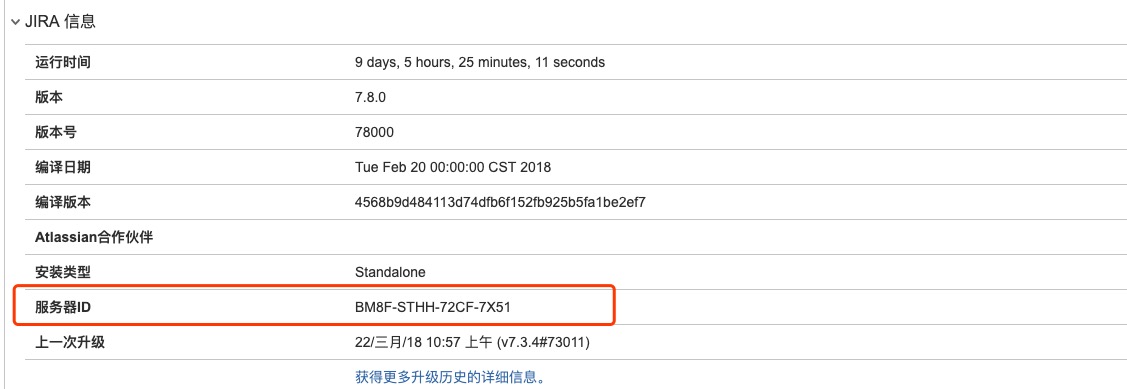 JIRA 信息
运行时间 9 days, 5 hours, 25 minutes, 11 seconds
版本 7.8.0
版本号 78000
编译日期 Tue Feb 20 00:00:00 CST 2018
编译版本 4568b9d484113d74dfb6f152fb925b5fa1be2ef7
Atlassian合作伙伴
安装类型 Standalone
服务器ID BM8F-STHH-72CF-7X51
上一次升级 22/三月/18 10:57 上午 (v7.3.4#73011)
获得更多升级历史的详细信息。